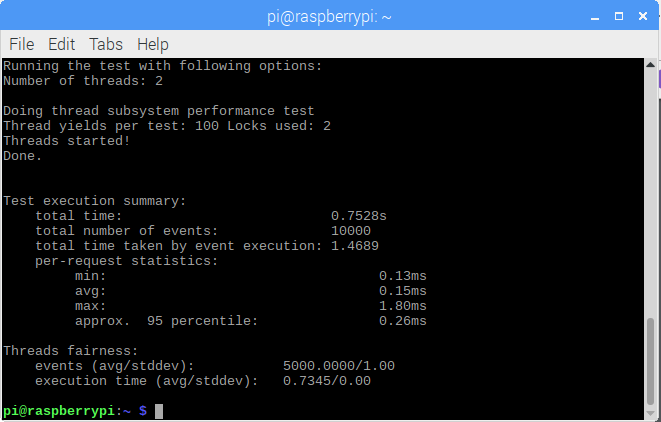 pi@raspberrypi: ~
File Edit Tabs Help
Running the test with following options:
Number of threads: 2
Doing thread subsystem performance test
Thread yields per test: 100 Locks used: 2
Threads started!
Done.
Test execution summary:
total time: 0.7528s
total number of events: 10000
total time taken by event execution: 1.4689
per-request statistics:
min: 0.13ms
avg: 0.15ms
max: 1.80ms
approx. 95 percentile: 0.26ms
Threads fairness:
events (avg/stddev): 5000.0000/1.00
execution time (avg/stddev): 0.7345/0.00
pi@raspberrypi:~ $